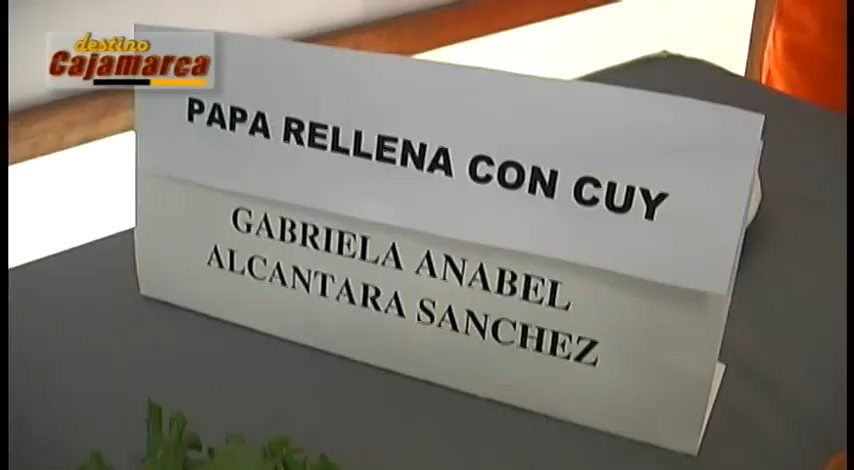 destino
Cajamarca
PAPA RELLENA CON CUY
GABRIELA ANABEL
ALCANTARA SANCHEZ